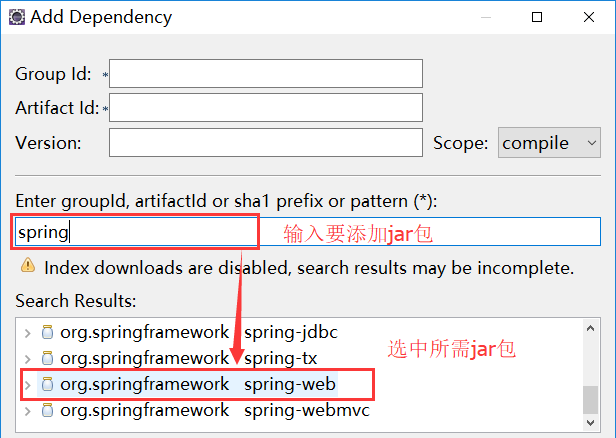 Add Dependency
Group Id: *
Artifact Id: *
Version: Scope: compile
Enter groupId, artifactId or sha1 prefix or pattern (*):
spring 输入要添加jar包
Index downloads are disabled, search results may be incomplete.
Search Results:
org.springframework spring-jdbc
选中所需jar包
org.springframework spring-tx
org.springframework spring-web
org.springframework spring-webmvc